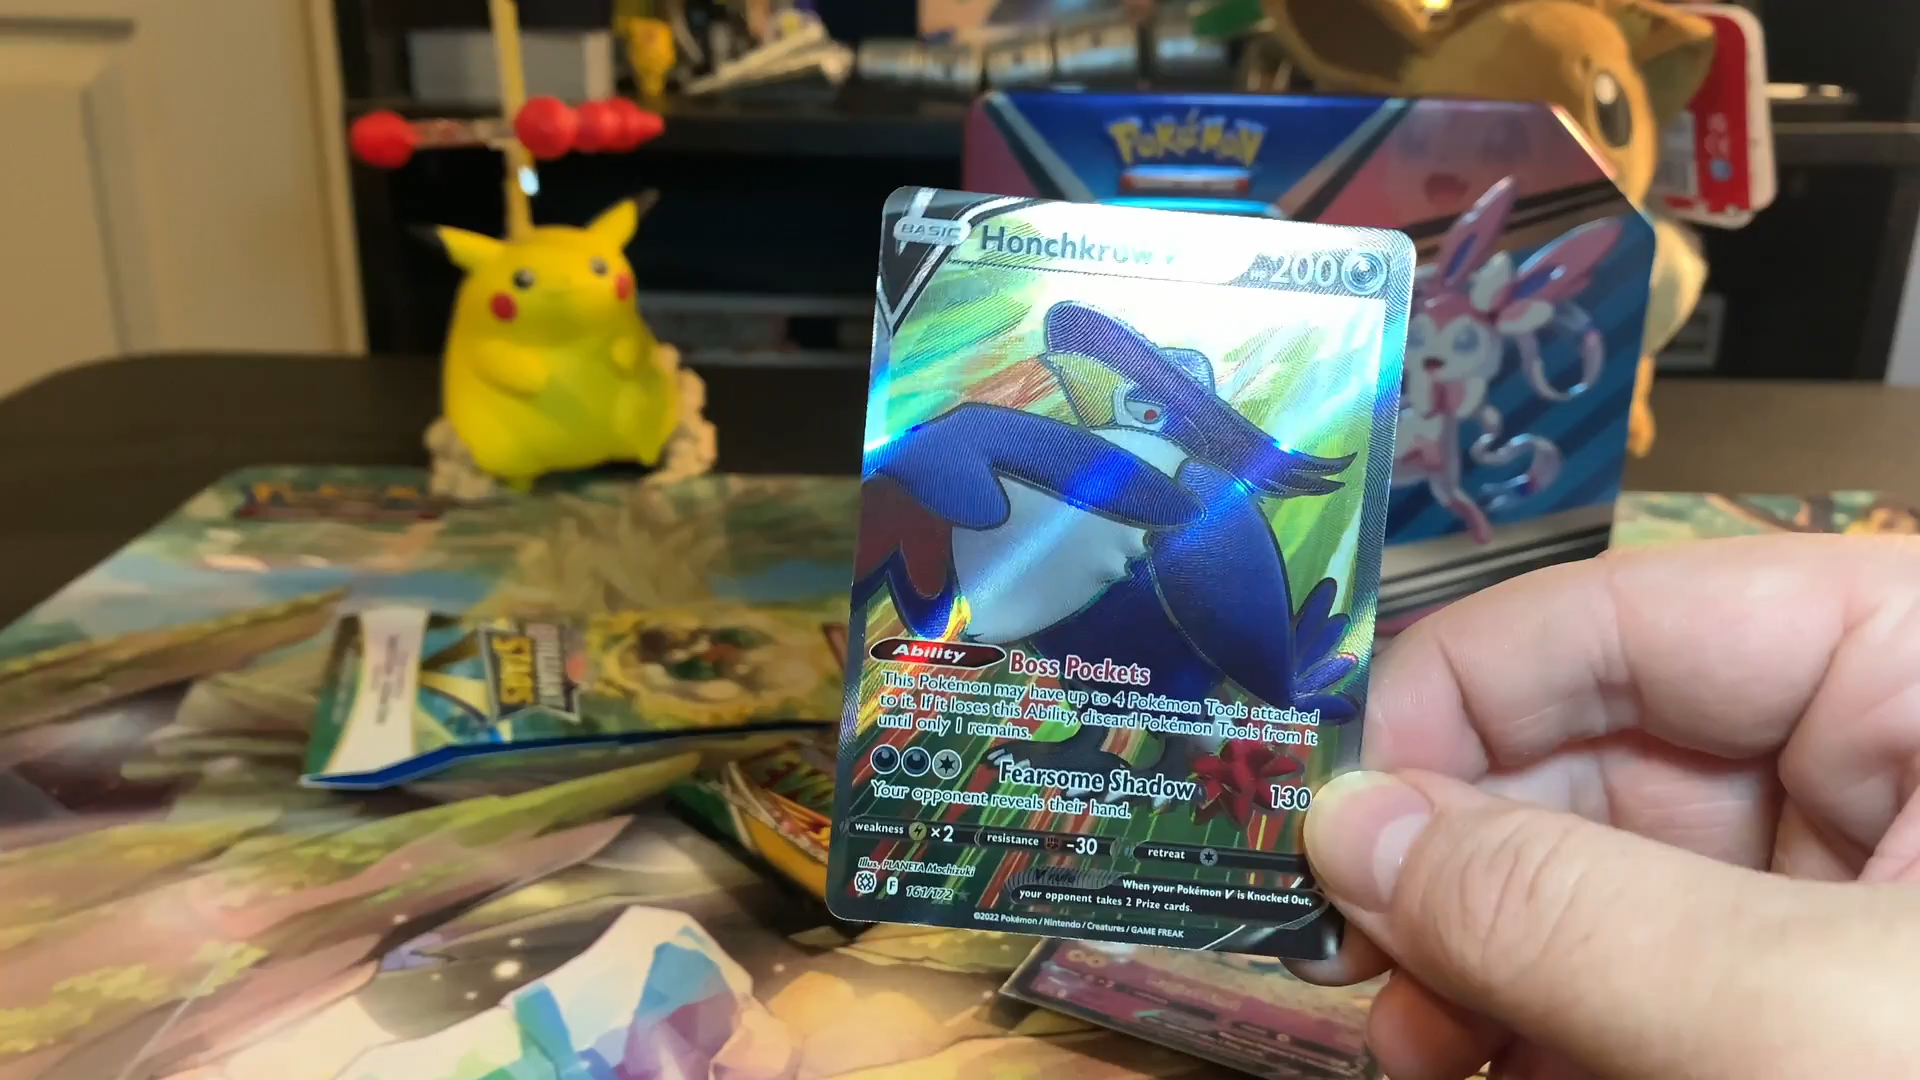 POKÉMON
BASIC Honchkrow V 200
BRILLIANT
STARS
Ability Boss Pockets
This Pokémon may have up to 4 Pokémon Tools attached
to it. If it loses this Ability, discard Pokémon Tools from it
until only 1 remains.
Fearsome Shadow 130
Your opponent reveals their hand.
weakness ×2 resistance -30 retreat
Illus. PLANETA Mochizuki
F 161/172
V rule When your Pokémon V is Knocked Out,
your opponent takes 2 Prize cards.
©2022 Pokémon / Nintendo / Creatures / GAME FREAK